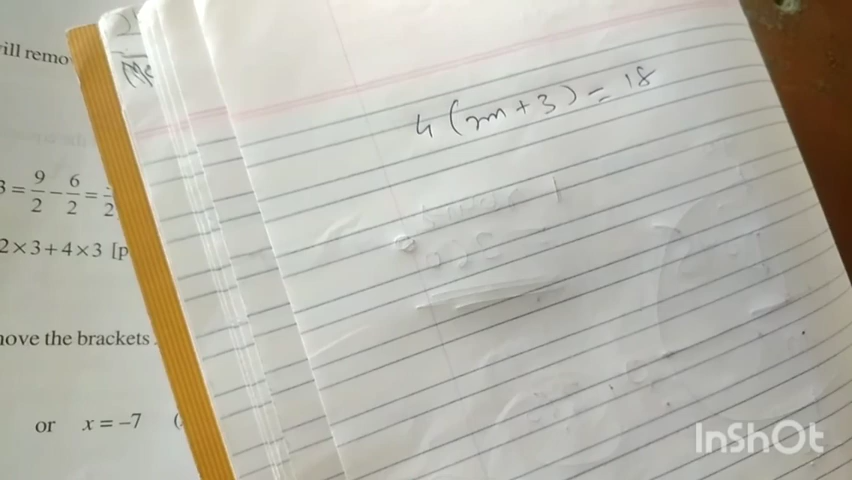 ill remo
4(m+3)=18
3 = 9/2 - 6/2 =
2×3+4×3 [p
nove the brackets
or x = -7 (
InShOt